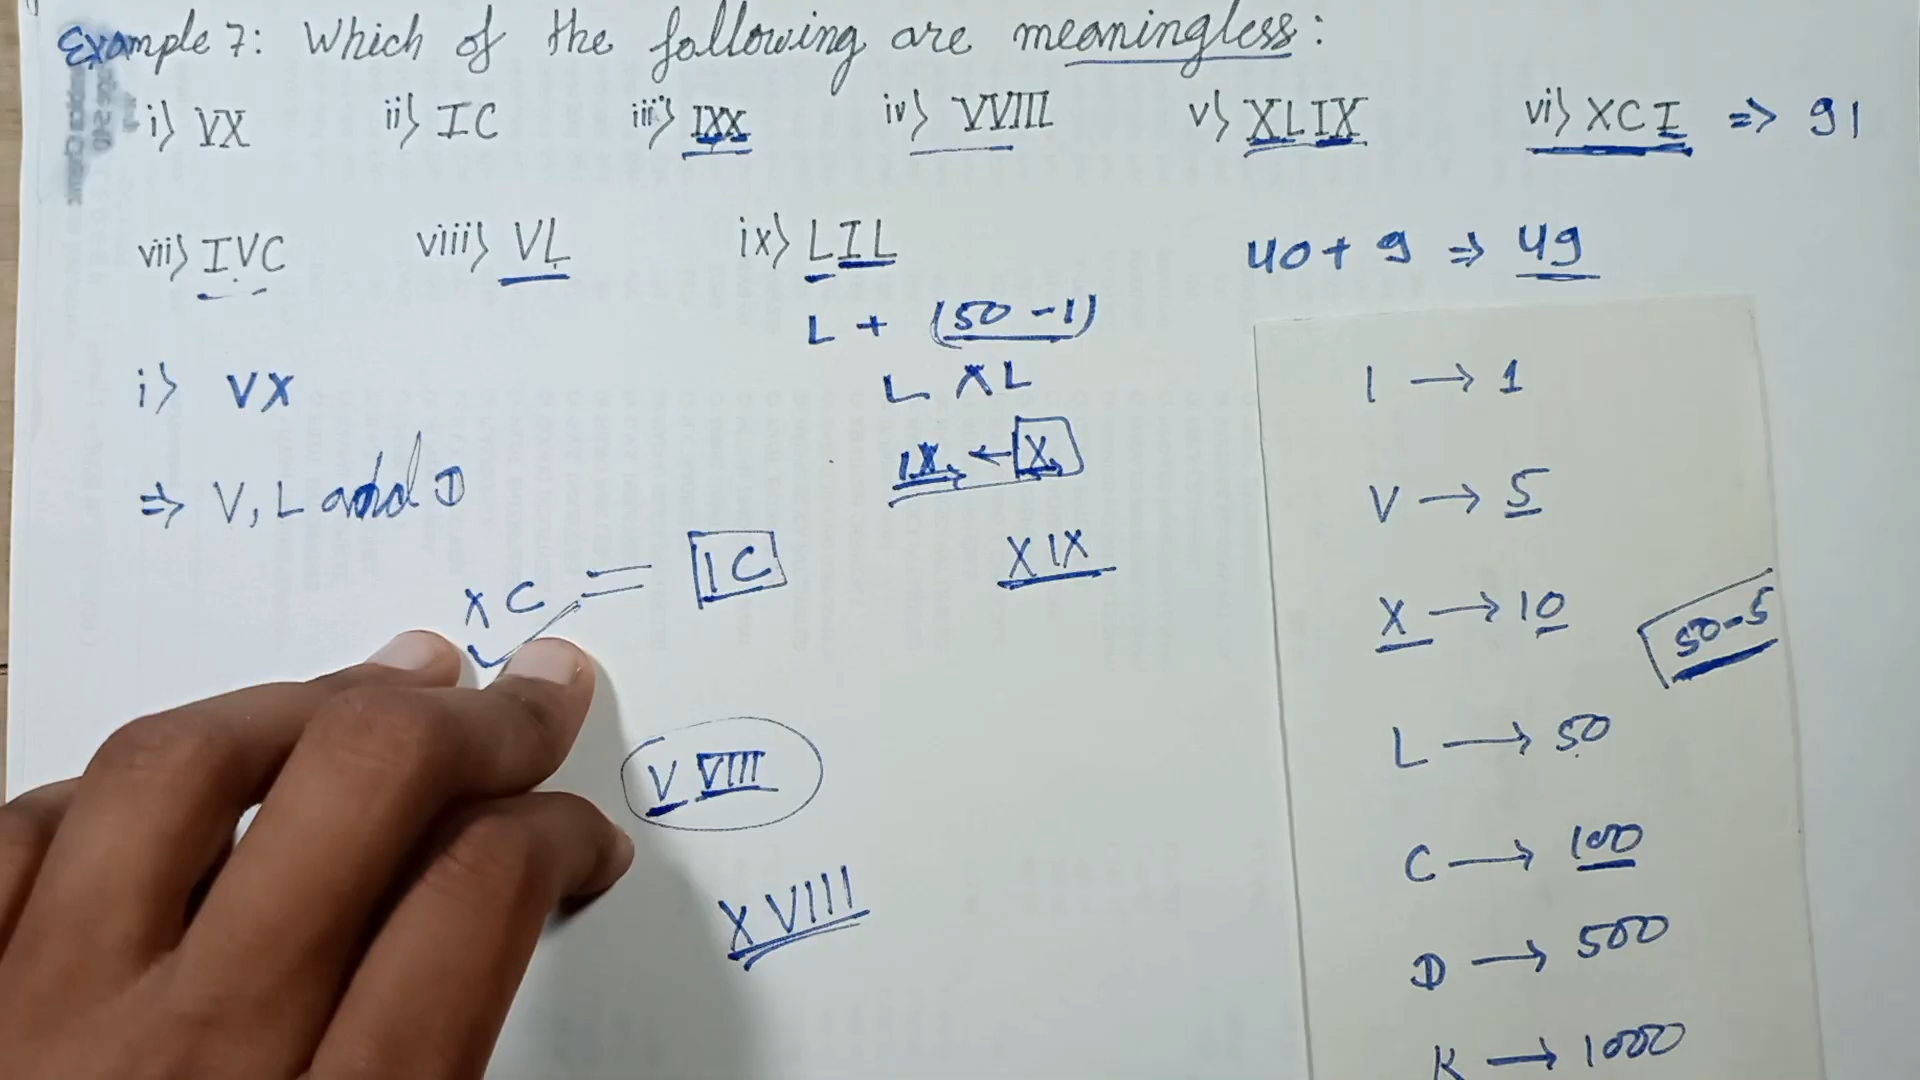 Example 7: Which of the following are meaningless:
i) VX ii) IC iii) IXX iv) VVIII v) XLIX vi) XCI => 91
vii) IVC viii) VL ix) LIL 40 + 9 => 49
L + (50 - 1)
i) VX L XL
IX ← X
=> V, L and D
XC = IC XIX
V VIII
XVIII
I → 1
V → 5
X → 10 50-5
L → 50
C → 100
D → 500
K → 1000